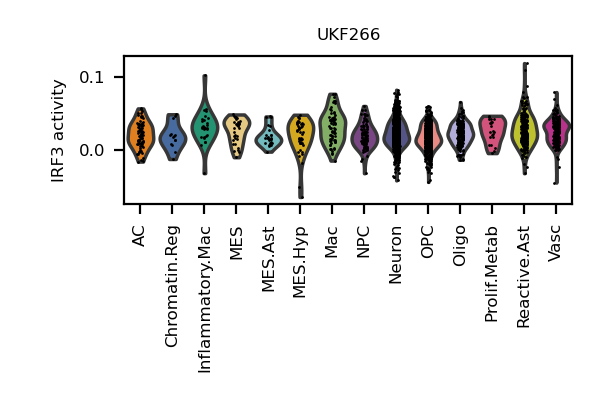 UKF266
IRF3 activity
0.1
0.0
AC
Chromatin.Reg
Inflammatory.Mac
MES
MES.Ast
MES.Hyp
Mac
NPC
Neuron
OPC
Oligo
Prolif.Metab
Reactive.Ast
Vasc